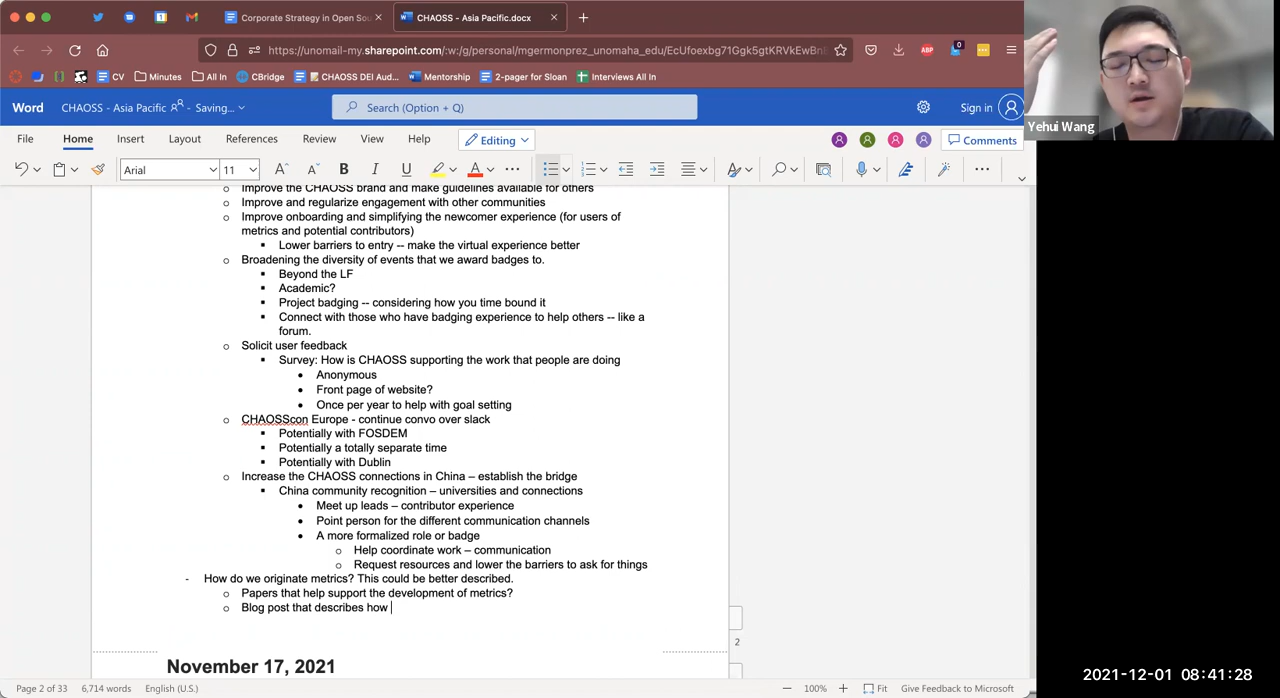 Corporate Strategy in Open Sou
CHAOSS - Asia Pacific.docx
https://unomail-my.sharepoint.com/:w:/g/personal/mgermonprez_unomaha_edu/EcUfoexbg71Ggk5gtKRVkEwBn
ABP
0
CV
Minutes
All In
CBridge
CHAOSS DEI Aud...
Mentorship
2-pager for Sloan
Interviews All In
Word
CHAOSS - Asia Pacific
- Saving...
Search (Option + Q)
Sign in
Yehui Wang
File
Home
Insert
Layout
References
Review
View
Help
Editing
Comments
Arial
11
Improve the CHAOSS brand and make guidelines available for others
Improve and regularize engagement with other communities
Improve onboarding and simplifying the newcomer experience (for users of
metrics and potential contributors)
Lower barriers to entry -- make the virtual experience better
Broadening the diversity of events that we award badges to.
Beyond the LF
Academic?
Project badging -- considering how you time bound it
Connect with those who have badging experience to help others -- like a
forum.
Solicit user feedback
Survey: How is CHAOSS supporting the work that people are doing
Anonymous
Front page of website?
Once per year to help with goal setting
CHAOSScon Europe - continue convo over slack
Potentially with FOSDEM
Potentially a totally separate time
Potentially with Dublin
Increase the CHAOSS connections in China – establish the bridge
China community recognition – universities and connections
Meet up leads – contributor experience
Point person for the different communication channels
A more formalized role or badge
Help coordinate work – communication
Request resources and lower the barriers to ask for things
- How do we originate metrics? This could be better described.
Papers that help support the development of metrics?
Blog post that describes how
2
November 17, 2021
Page 2 of 33
6,714 words
English (U.S.)
100%
Fit
Give Feedback to Microsoft
2021-12-01 08:41:28